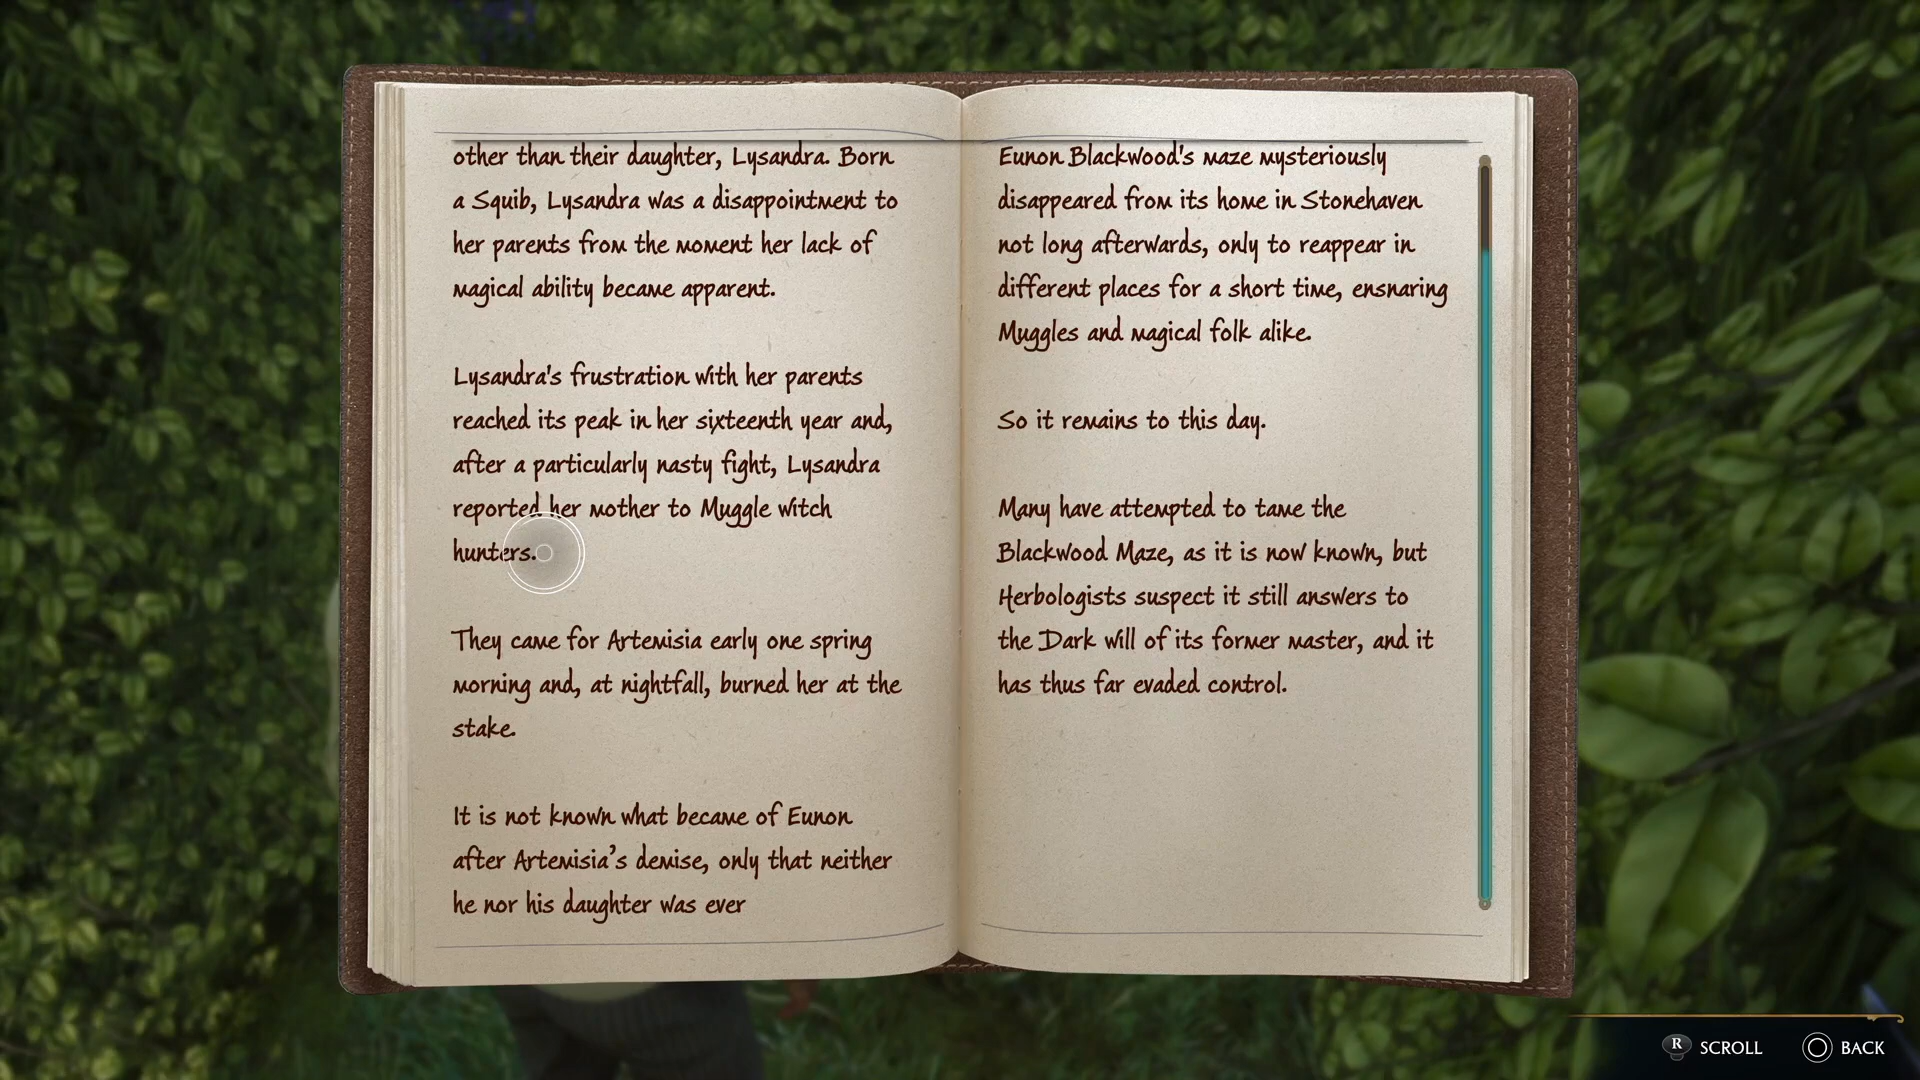 other than their daughter, Lysandra. Born
a Squib, Lysandra was a disappointment to
her parents from the moment her lack of
magical ability became apparent.
Lysandra's frustration with her parents
reached its peak in her sixteenth year and,
after a particularly nasty fight, Lysandra
reported her mother to Muggle witch
hunters.
They came for Artemisia early one spring
morning and, at nightfall, burned her at the
stake.
It is not known what became of Eunon
after Artemisia's demise, only that neither
he nor his daughter was ever
Eunon Blackwood's maze mysteriously
disappeared from its home in Stonehaven
not long afterwards, only to reappear in
different places for a short time, ensnaring
Muggles and magical folk alike.
So it remains to this day.
Many have attempted to tame the
Blackwood Maze, as it is now known, but
Herbologists suspect it still answers to
the Dark will of its former master, and it
has thus far evaded control.
R SCROLL
BACK